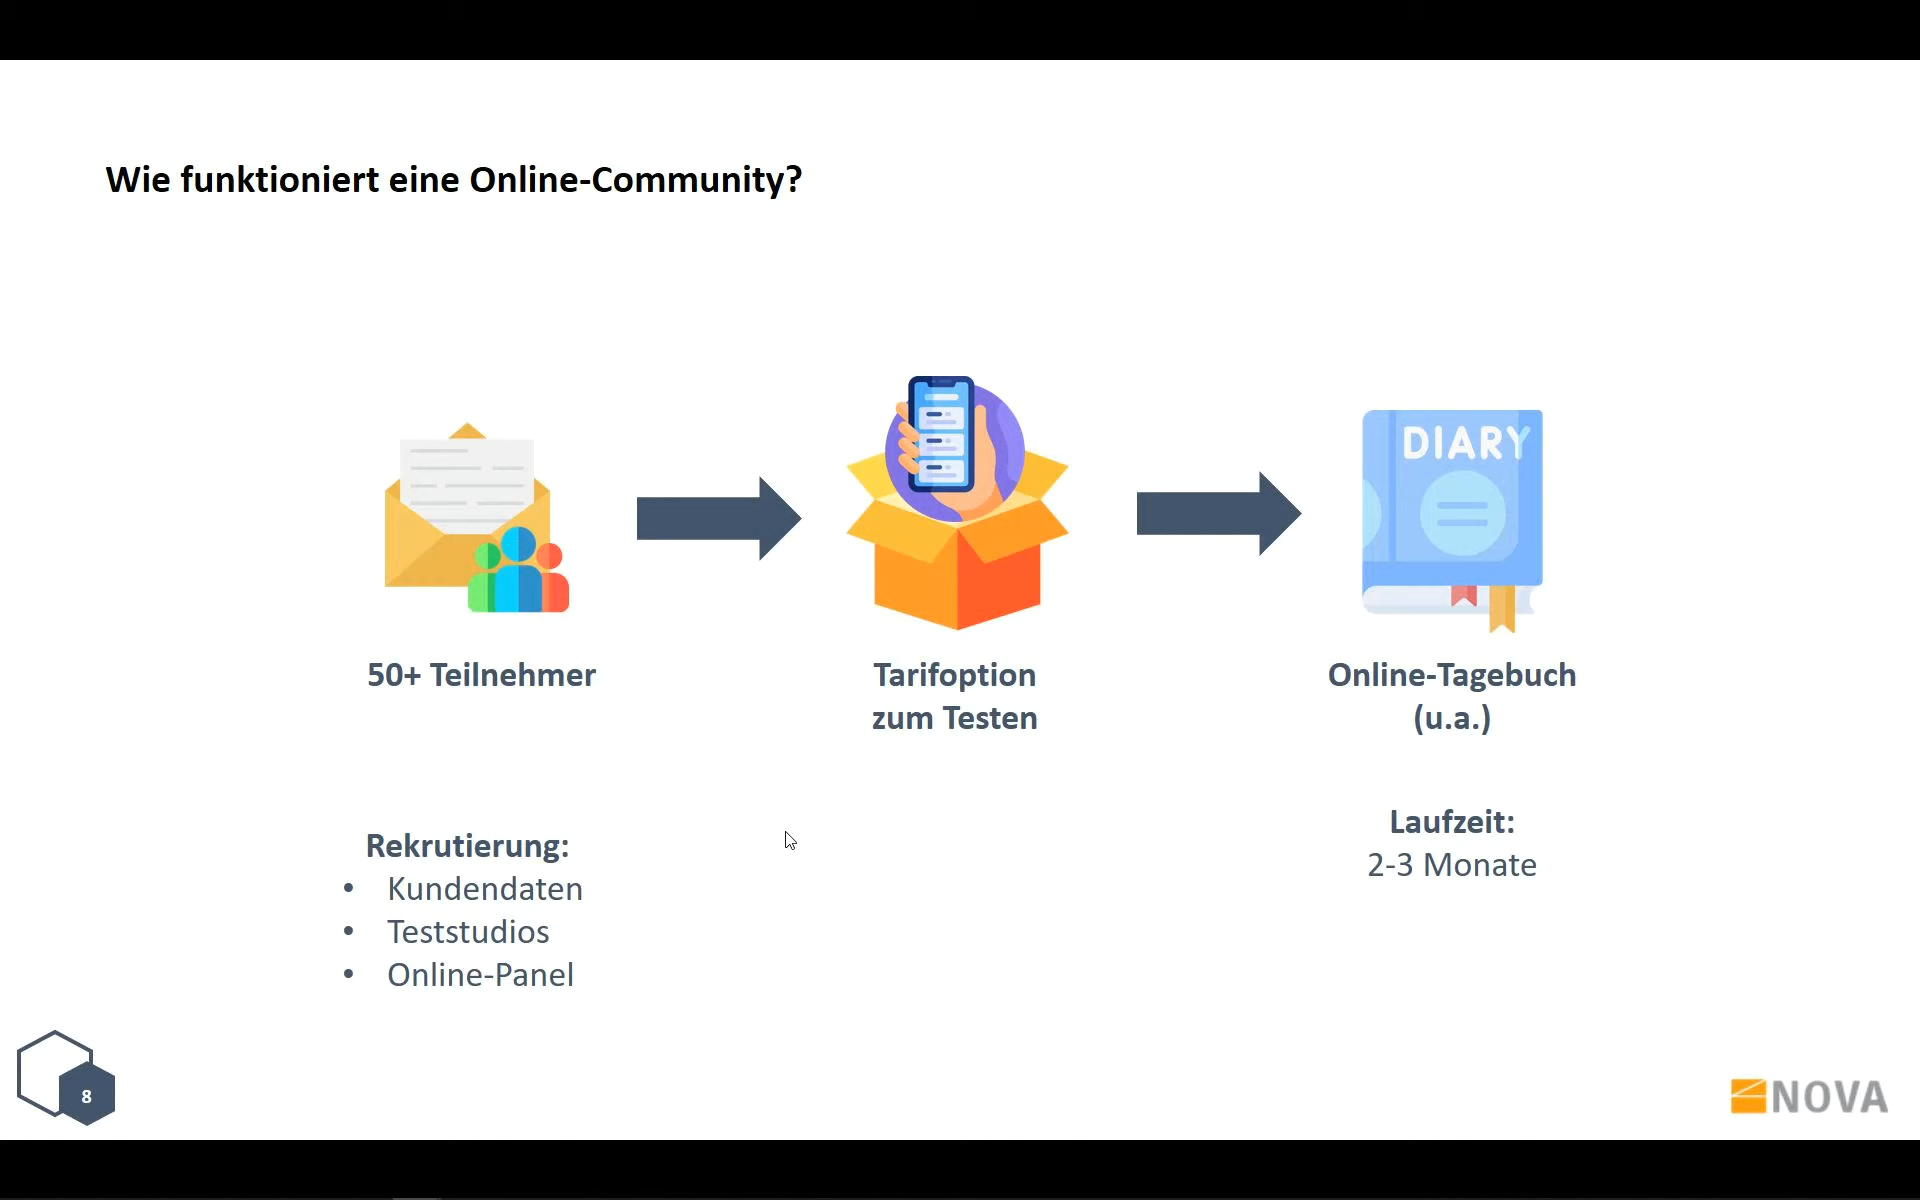 Wie funktioniert eine Online-Community?
DIARY
50+ Teilnehmer
Tarifoption
zum Testen
Online-Tagebuch
(u.a.)
Rekrutierung:
• Kundendaten
• Teststudios
• Online-Panel
Laufzeit:
2-3 Monate
8
NOVA